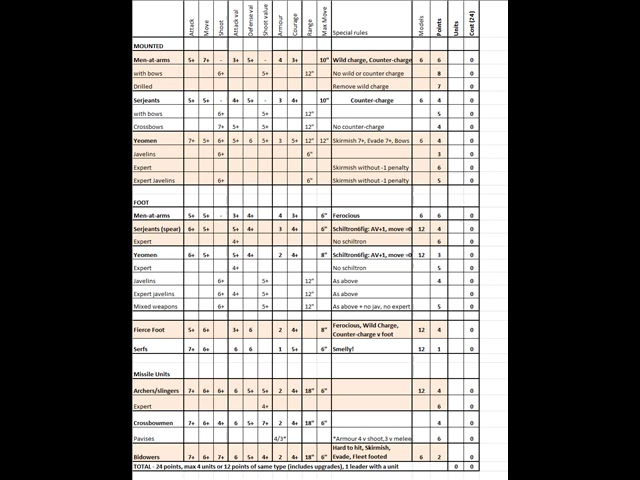 Attack Move Shoot Attack val Defense val Shoot value Armour Courage Range Max Move Special rules Models Points Units Cost [24]
MOUNTED
Men-at-arms 5+ 7+ - 3+ 5+ - 4 3+ 10" Wild charge, Counter-charge 6 6 0
with bows 6+ 5+ 12" No wild or counter charge 8 0
Drilled Remove wild charge 7 0
Serjeants 5+ 5+ - 4+ 5+ - 3 4+ 10" Counter-charge 6 4 0
with bows 6+ 5+ 12" 5 0
Crossbows 7+ 5+ 5+ 12" No counter-charge 4 0
Yeomen 7+ 5+ 6+ 6 5+ 5+ 3 5+ 12" 12" Skirmish 7+, Evade 7+, Bows 6 4 0
Javelins 6+ 6" 3 0
Expert Skirmish without -1 penalty 6 0
Expert Javelins 6+ 6" Skirmish without -1 penalty 5 0
FOOT
Men-at-arms 5+ 5+ - 3+ 4+ 4 3+ 6" Ferocious 6 6 0
Serjeants (spear) 6+ 5+ 4+ 4+ 3 4+ 6" Schiltron6fig: AV+1, move =0 12 4 0
Expert 4+ No schiltron 6 0
Yeomen 6+ 5+ 5+ 4+ 2 4+ 8" Schiltron6fig: AV+1, move =0 12 3 0
Expert 4+ No schiltron 5 0
Javelins 6+ 5+ 12" As above 4 0
Expert javelins 6+ 4+ 5+ 12" As above 0
Mixed weapons 6+ 5+ 12" As above + no jav, no expert 0
Fierce Foot 5+ 6+ 3+ 6 2 4+ 8" Ferocious, Wild Charge, 12 4 0
Counter-charge v foot
Serfs 7+ 6+ 6 6 1 5+ 6" Smelly! 12 1 0
Missile Units
Archers/slingers 7+ 6+ 6+ 6 5+ 5+ 2 4+ 18" 6" 12 4 0
Expert 4+ 6 0
Crossbowmen 7+ 6+ 4+ 6 5+ 7+ 2 4+ 18" 6" 4 0
Pavises 4/3* *Armour 4 v shoot,3 v melee 6 0
Hard to hit, Skirmish,
Bidowers 7+ 5+ 7+ 6 6 5+ 2 4+ 18" 6" Evade, Fleet footed 6 2 0
TOTAL - 24 points, max 4 units or 12 points of same type (includes upgrades), 1 leader with a unit 0 0